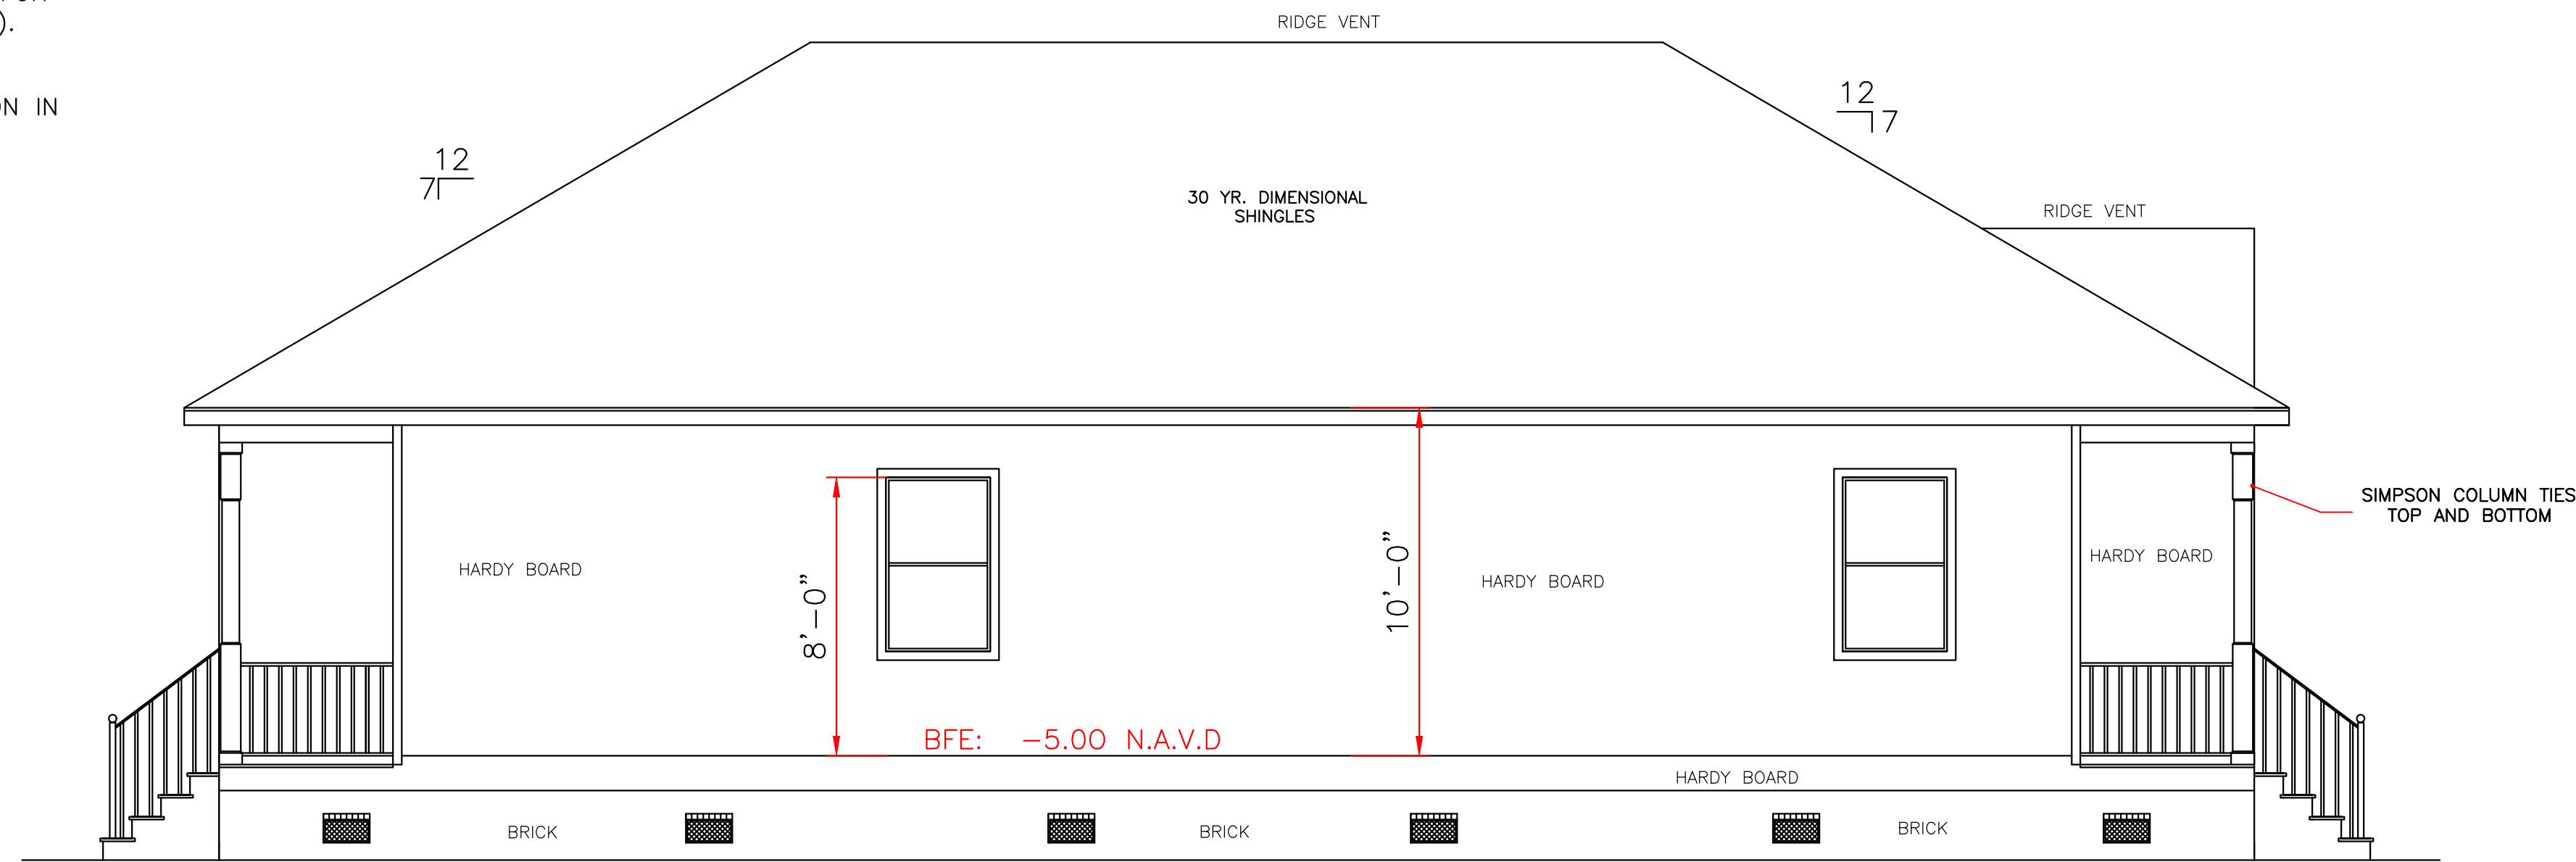 ).
ON IN
RIDGE VENT
12
7
12
7
30 YR. DIMENSIONAL
SHINGLES
RIDGE VENT
SIMPSON COLUMN TIES
TOP AND BOTTOM
HARDY BOARD
8'-0"
10'-0"
HARDY BOARD
HARDY BOARD
BFE: -5.00 N.A.V.D
HARDY BOARD
BRICK
BRICK
BRICK